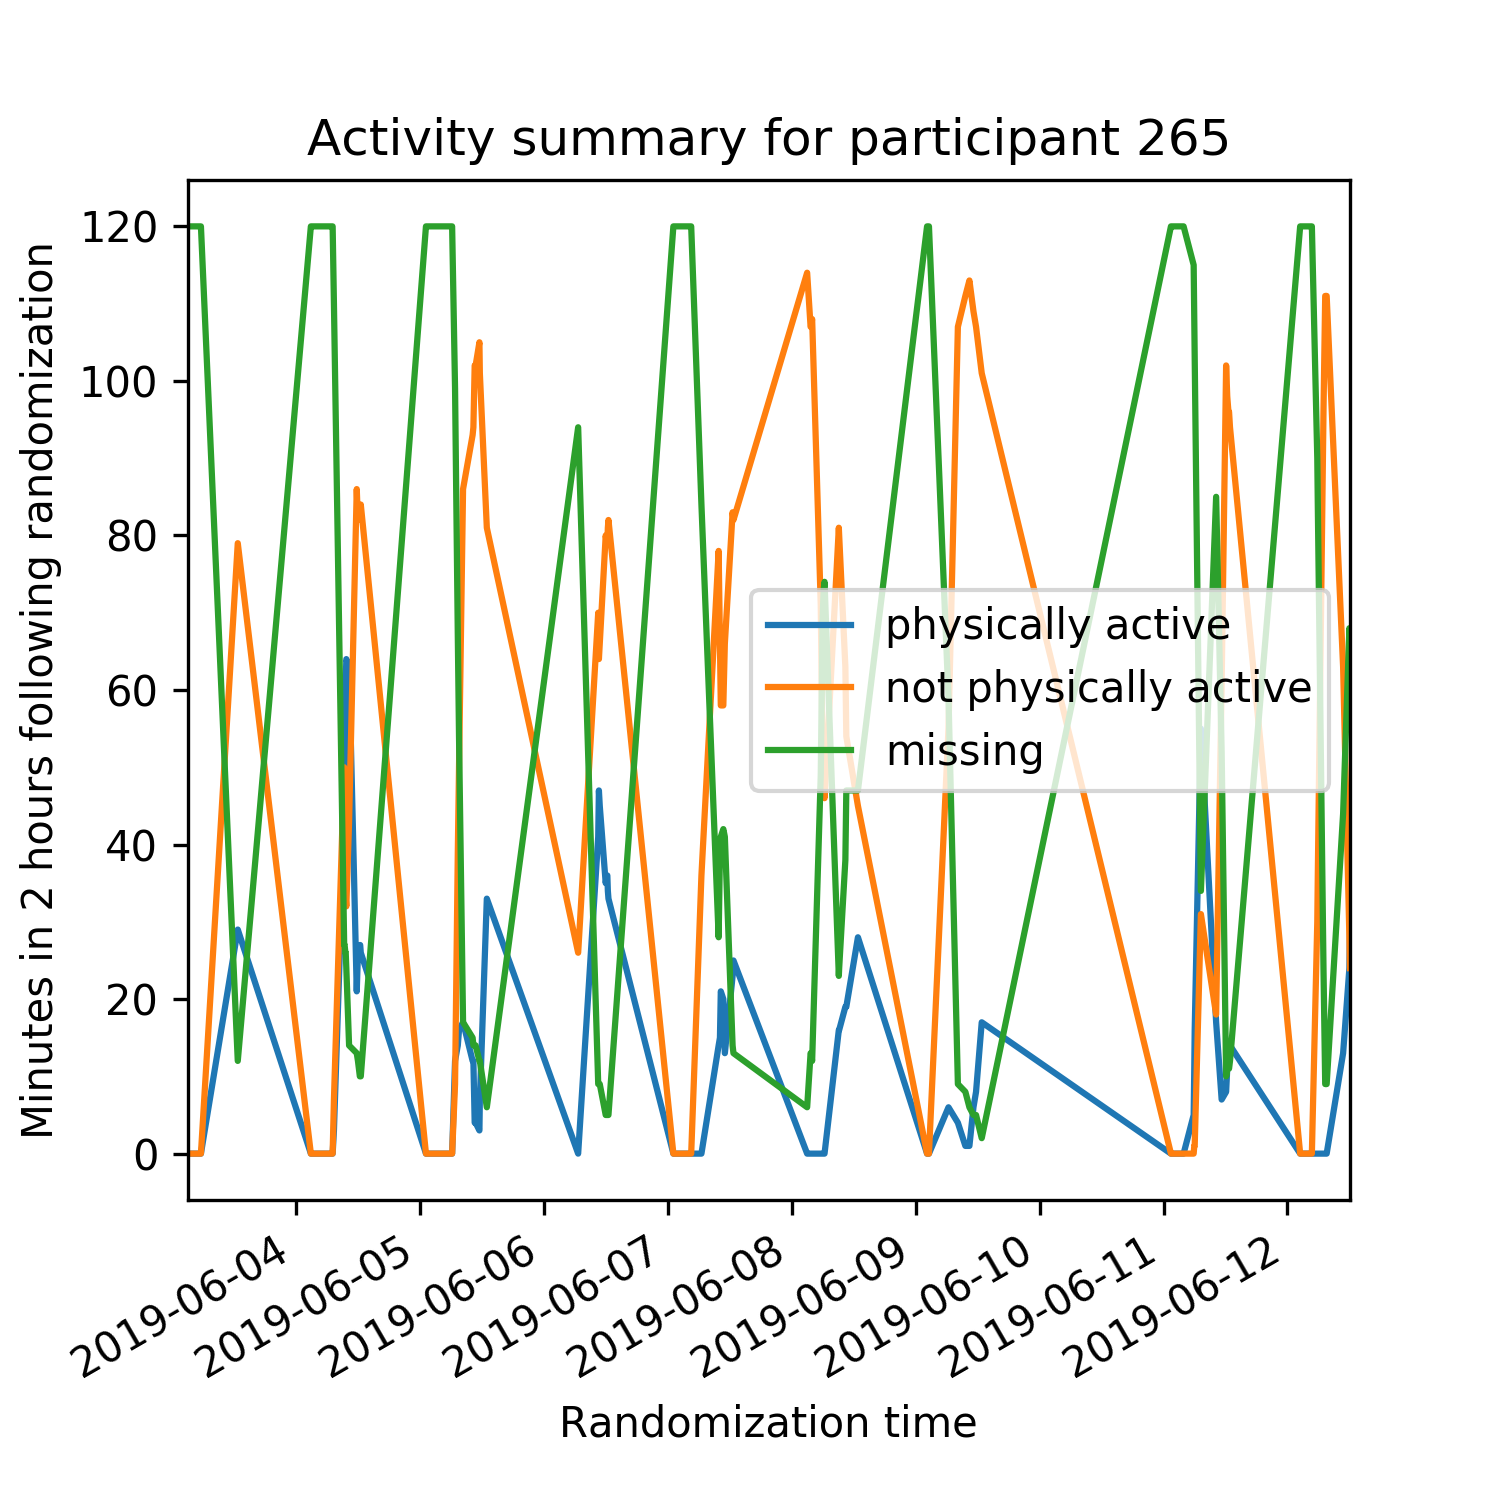 Activity summary for participant 265
Minutes in 2 hours following randomization
120
100
80
60
40
20
0
physically active
not physically active
missing
2019-06-04
2019-06-05
2019-06-06
2019-06-07
2019-06-08
2019-06-09
2019-06-10
2019-06-11
2019-06-12
Randomization time